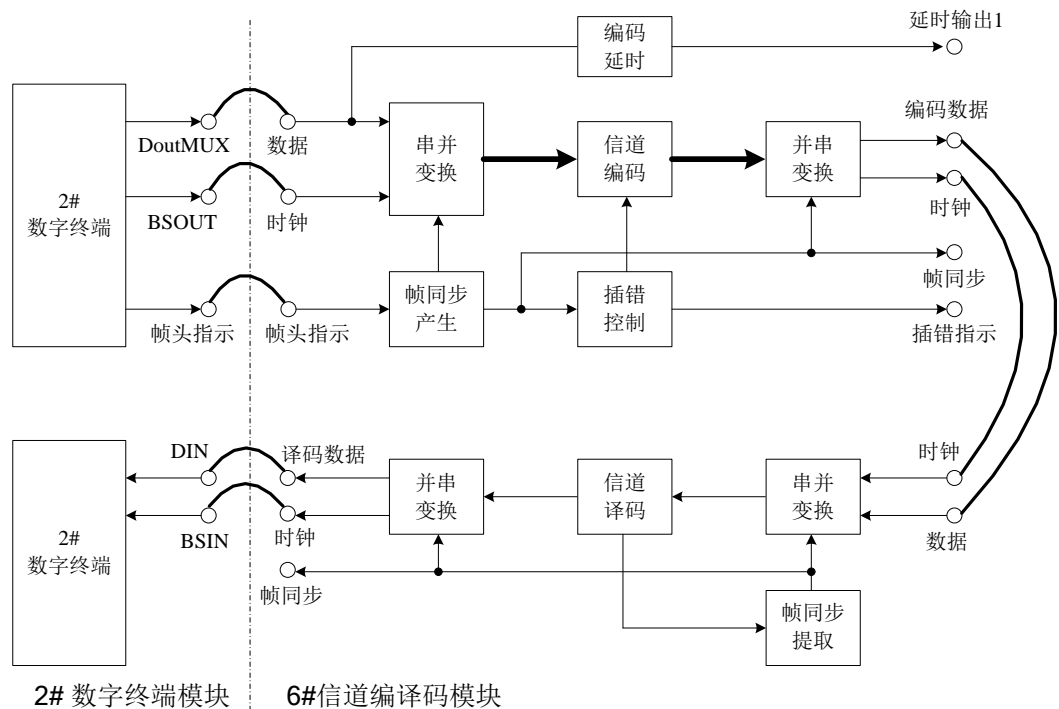 延时输出1
编码
延时
编码数据
DoutMUX
数据
串并
变换
信道
编码
并串
变换
2#
数字终端
BSOUT
时钟
时钟
帧同步
产生
插错
控制
帧同步
帧头指示
帧头指示
插错指示
DIN
译码数据
时钟
并串
变换
信道
译码
串并
变换
2#
数字终端
BSIN
时钟
数据
帧同步
帧同步
提取
2# 数字终端模块
6#信道编译码模块